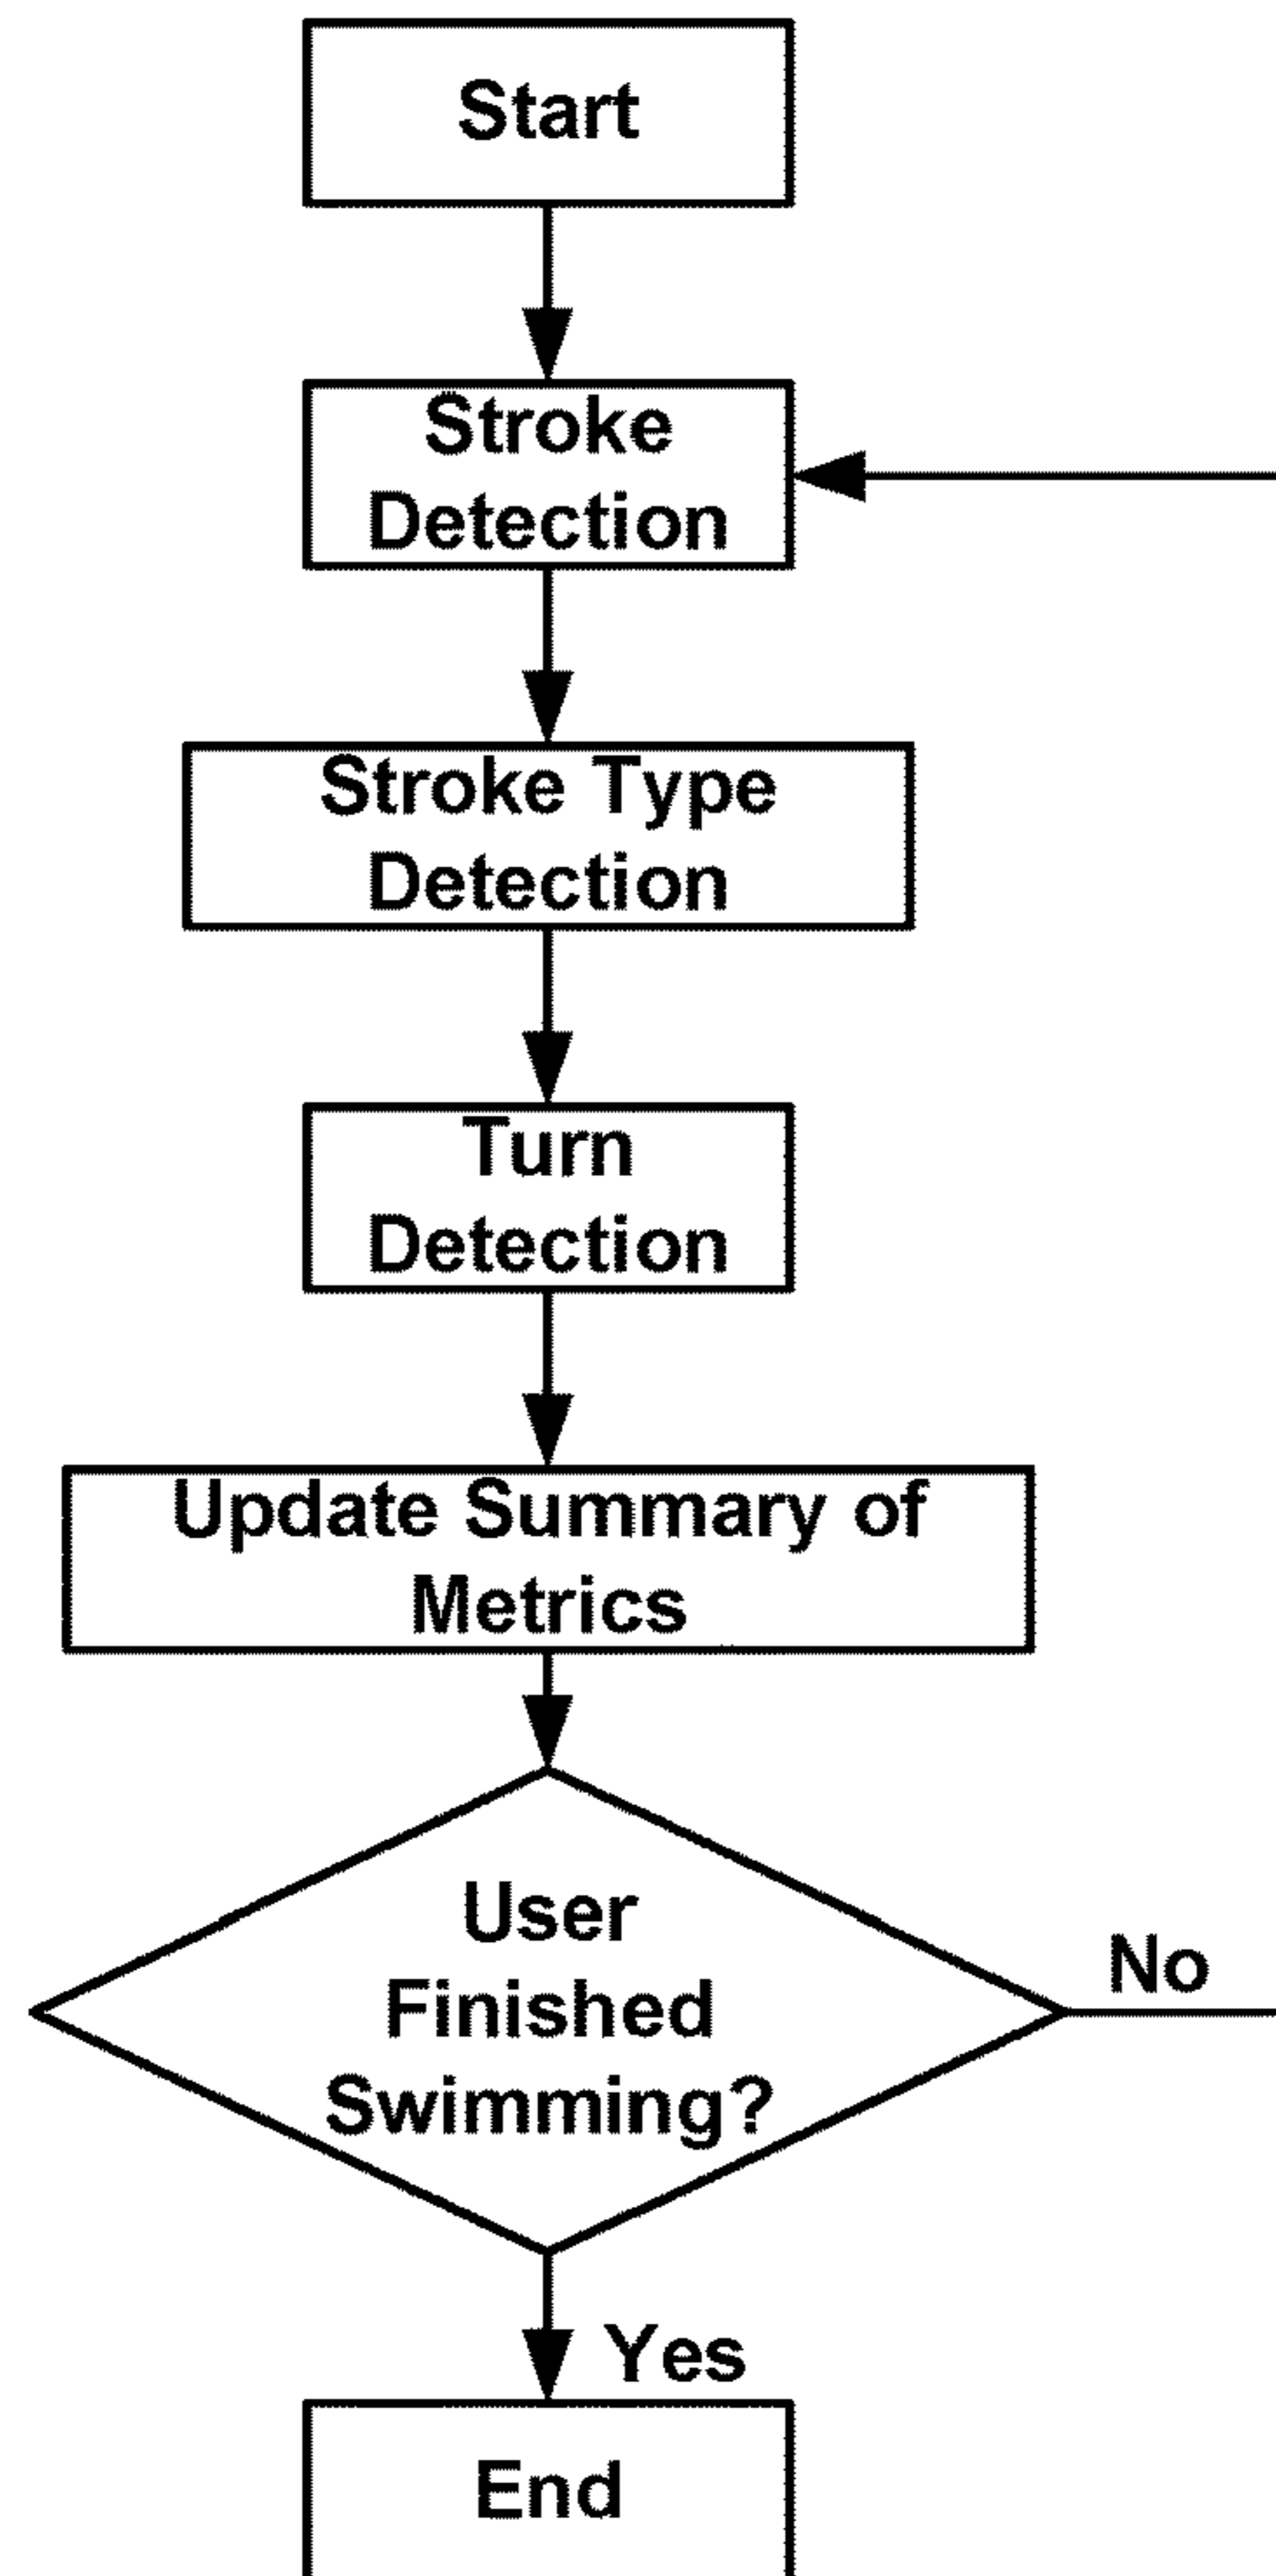 Start
Stroke
Detection
Stroke Type
Detection
Turn
Detection
Update Summary of
Metrics
User
Finished
Swimming?
No
Yes
End